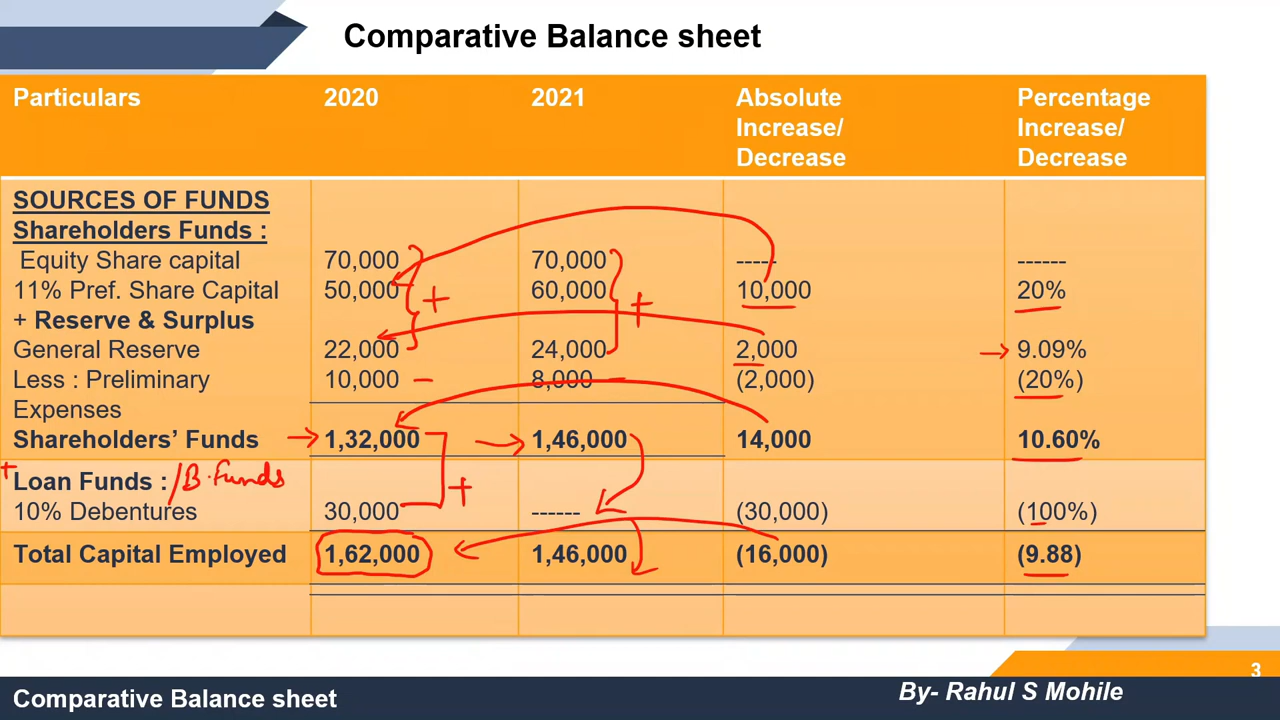 Comparative Balance sheet
Particulars 2020 2021 Absolute Increase/ Decrease Percentage Increase/ Decrease
SOURCES OF FUNDS
Shareholders Funds :
Equity Share capital 70,000 70,000 ----- ------
11% Pref. Share Capital 50,000 60,000 10,000 20%
+ Reserve & Surplus
General Reserve 22,000 24,000 2,000 9.09%
Less : Preliminary Expenses 10,000 8,000 (2,000) (20%)
Shareholders' Funds 1,32,000 1,46,000 14,000 10.60%
+ Loan Funds : /B.Funds
10% Debentures 30,000 ------ (30,000) (100%)
Total Capital Employed 1,62,000 1,46,000 (16,000) (9.88)
3
Comparative Balance sheet
By- Rahul S Mohile